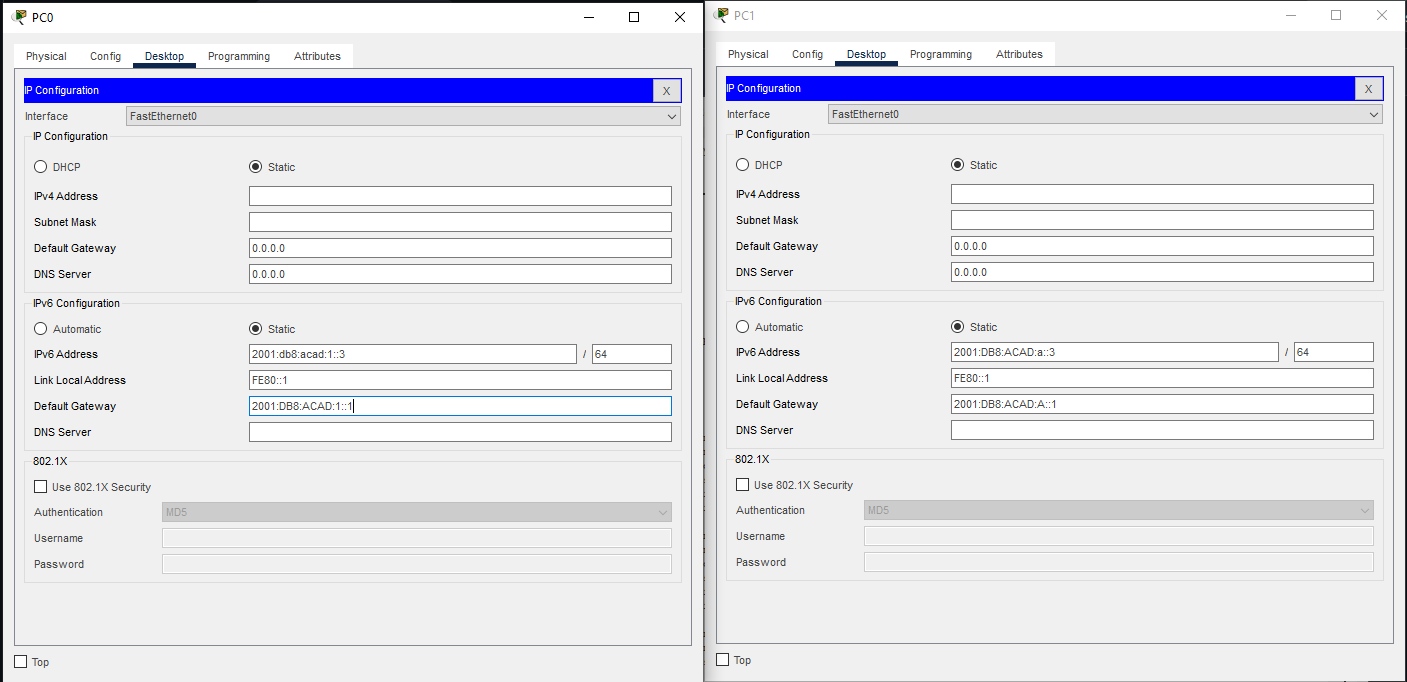 PC0
Physical Config Desktop Programming Attributes
IP Configuration X
Interface FastEthernet0
IP Configuration
DHCP Static
IPv4 Address
Subnet Mask
Default Gateway 0.0.0.0
DNS Server 0.0.0.0
IPv6 Configuration
Automatic Static
IPv6 Address 2001:db8:acad:1::3 / 64
Link Local Address FE80::1
Default Gateway 2001:DB8:ACAD:1::1
DNS Server
802.1X
Use 802.1X Security
Authentication MD5
Username
Password
Top
PC1
Physical Config Desktop Programming Attributes
IP Configuration X
Interface FastEthernet0
IP Configuration
DHCP Static
IPv4 Address
Subnet Mask
Default Gateway 0.0.0.0
DNS Server 0.0.0.0
IPv6 Configuration
Automatic Static
IPv6 Address 2001:DB8:ACAD:a::3 / 64
Link Local Address FE80::1
Default Gateway 2001:DB8:ACAD:A::1
DNS Server
802.1X
Use 802.1X Security
Authentication MD5
Username
Password
Top